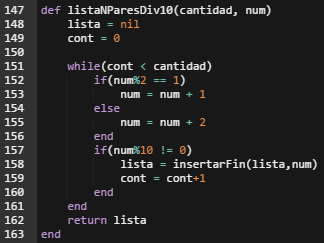 147 def listaNParesDiv10(cantidad, num)
148     lista = nil
149     cont = 0
150
151     while(cont < cantidad)
152         if(num%2 == 1)
153             num = num + 1
154         else
155             num = num + 2
156         end
157         if(num%10 != 0)
158             lista = insertarFin(lista,num)
159             cont = cont+1
160         end
161     end
162     return lista
163 end